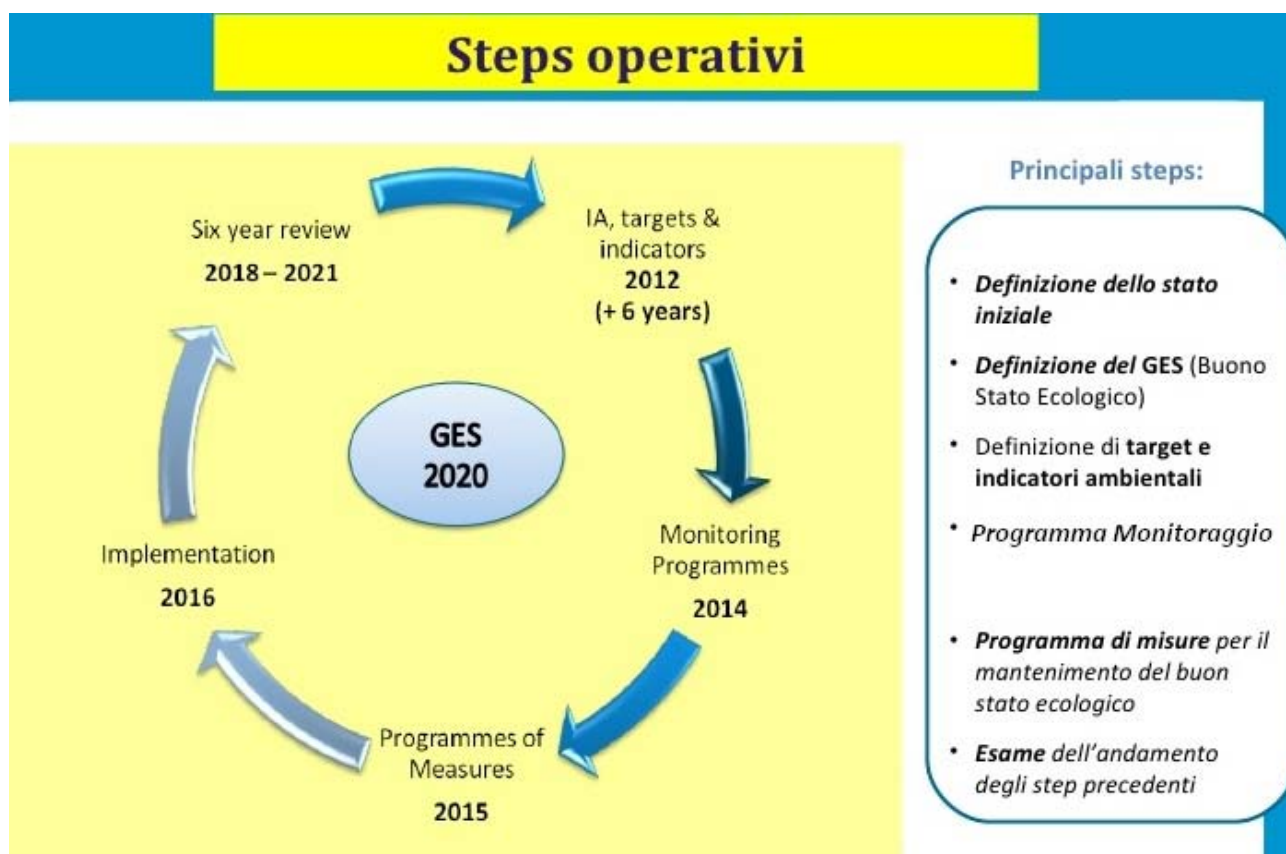 Steps operativi
Six year review
2018 – 2021
IA, targets &
indicators
2012
(+ 6 years)
GES
2020
Implementation
2016
Monitoring
Programmes
2014
Programmes of
Measures
2015
Principali steps:
• Definizione dello stato
iniziale
• Definizione del GES (Buono
Stato Ecologico)
• Definizione di target e
indicatori ambientali
• Programma Monitoraggio
• Programma di misure per il
mantenimento del buon
stato ecologico
• Esame dell’andamento
degli step precedenti